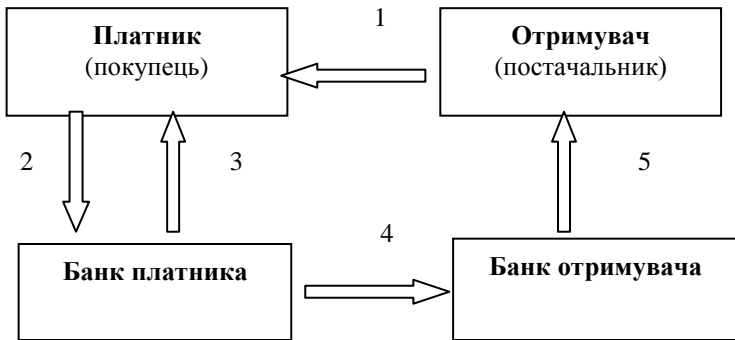 1
Платник
(покупець)
Отримувач
(постачальник)
2
3
5
4
Банк платника
Банк отримувача